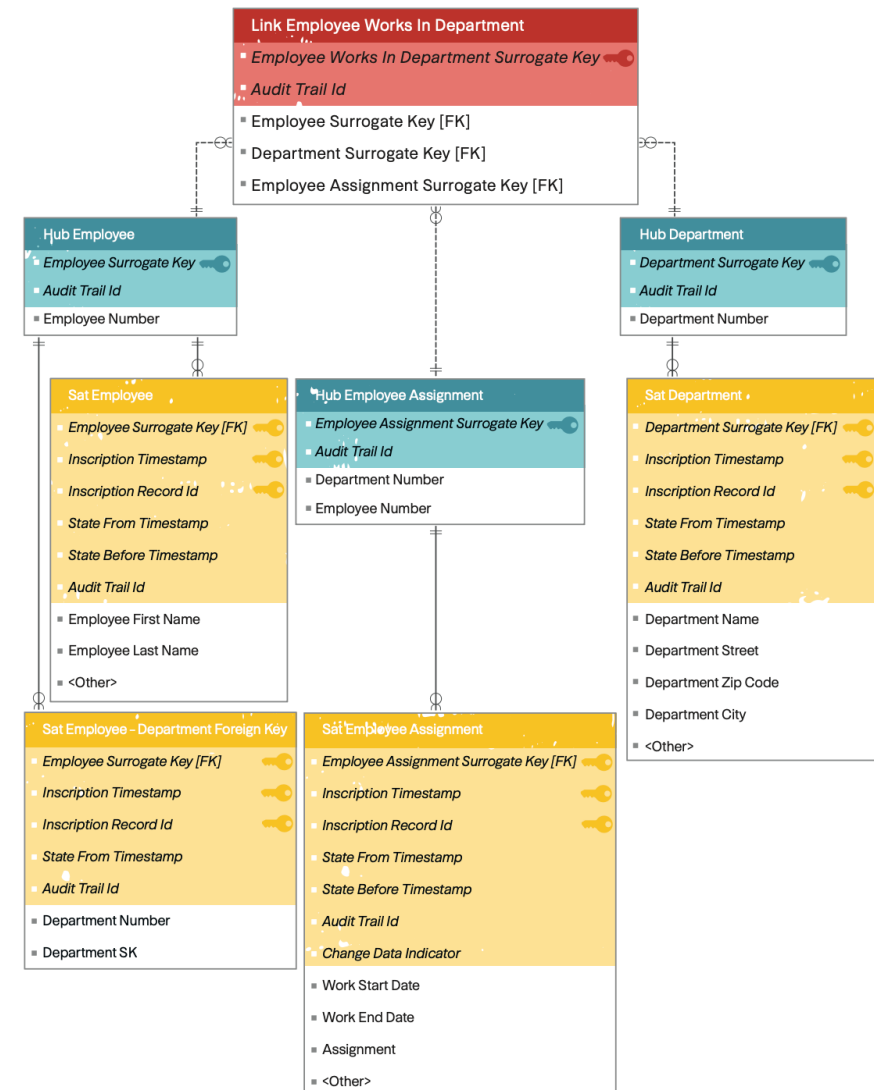 Link Employee Works In Department
Employee Works In Department Surrogate Key
Audit Trail Id
Employee Surrogate Key [FK]
Department Surrogate Key [FK]
Employee Assignment Surrogate Key [FK]
Hub Employee
Employee Surrogate Key
Audit Trail Id
Employee Number
Hub Department
Department Surrogate Key
Audit Trail Id
Department Number
Sat Employee
Employee Surrogate Key [FK]
Inscription Timestamp
Inscription Record Id
State From Timestamp
State Before Timestamp
Audit Trail Id
Employee First Name
Employee Last Name
<Other>
Hub Employee Assignment
Employee Assignment Surrogate Key
Audit Trail Id
Department Number
Employee Number
Sat Department
Department Surrogate Key [FK]
Inscription Timestamp
Inscription Record Id
State From Timestamp
State Before Timestamp
Audit Trail Id
Department Name
Department Street
Department Zip Code
Department City
<Other>
Sat Employee – Department Foreign Key
Employee Surrogate Key [FK]
Inscription Timestamp
Inscription Record Id
State From Timestamp
Audit Trail Id
Department Number
Department SK
Sat Employee Assignment
Employee Assignment Surrogate Key [FK]
Inscription Timestamp
Inscription Record Id
State From Timestamp
State Before Timestamp
Audit Trail Id
Change Data Indicator
Work Start Date
Work End Date
Assignment
<Other>